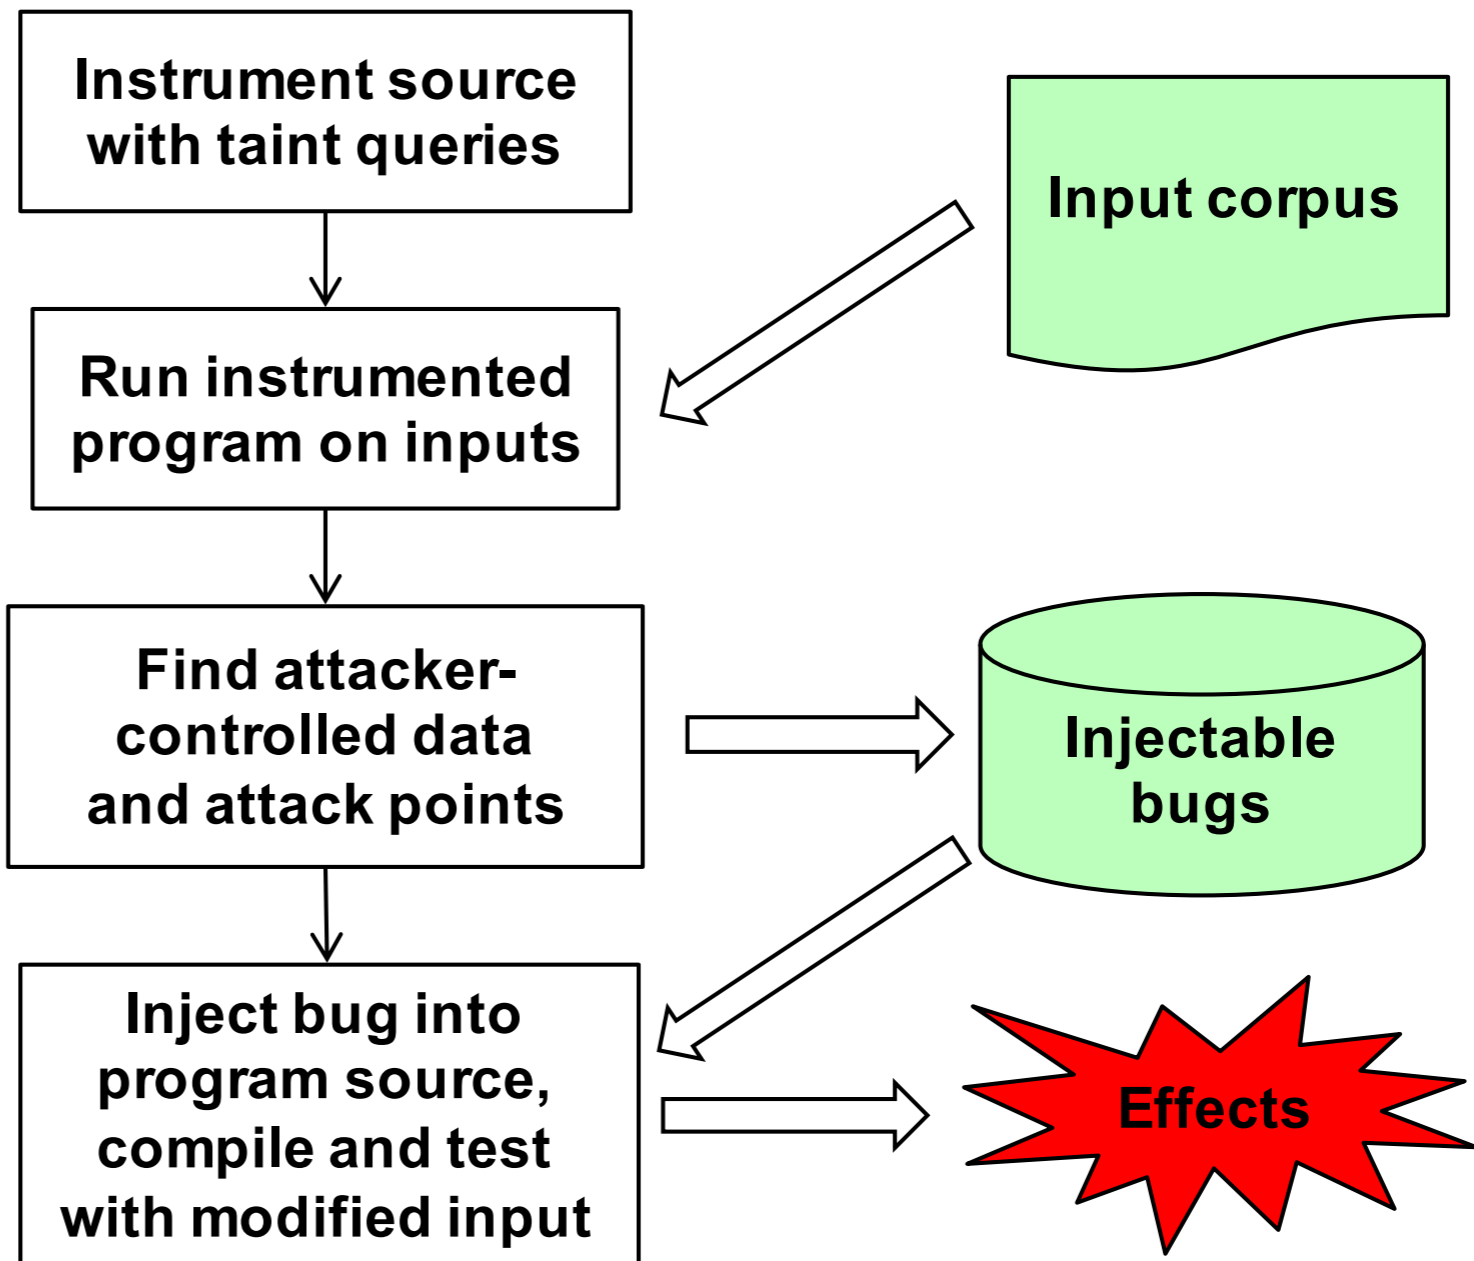 Instrument source
with taint queries
Input corpus
Run instrumented
program on inputs
Find attacker-
controlled data
and attack points
Injectable
bugs
Inject bug into
program source,
compile and test
with modified input
Effects